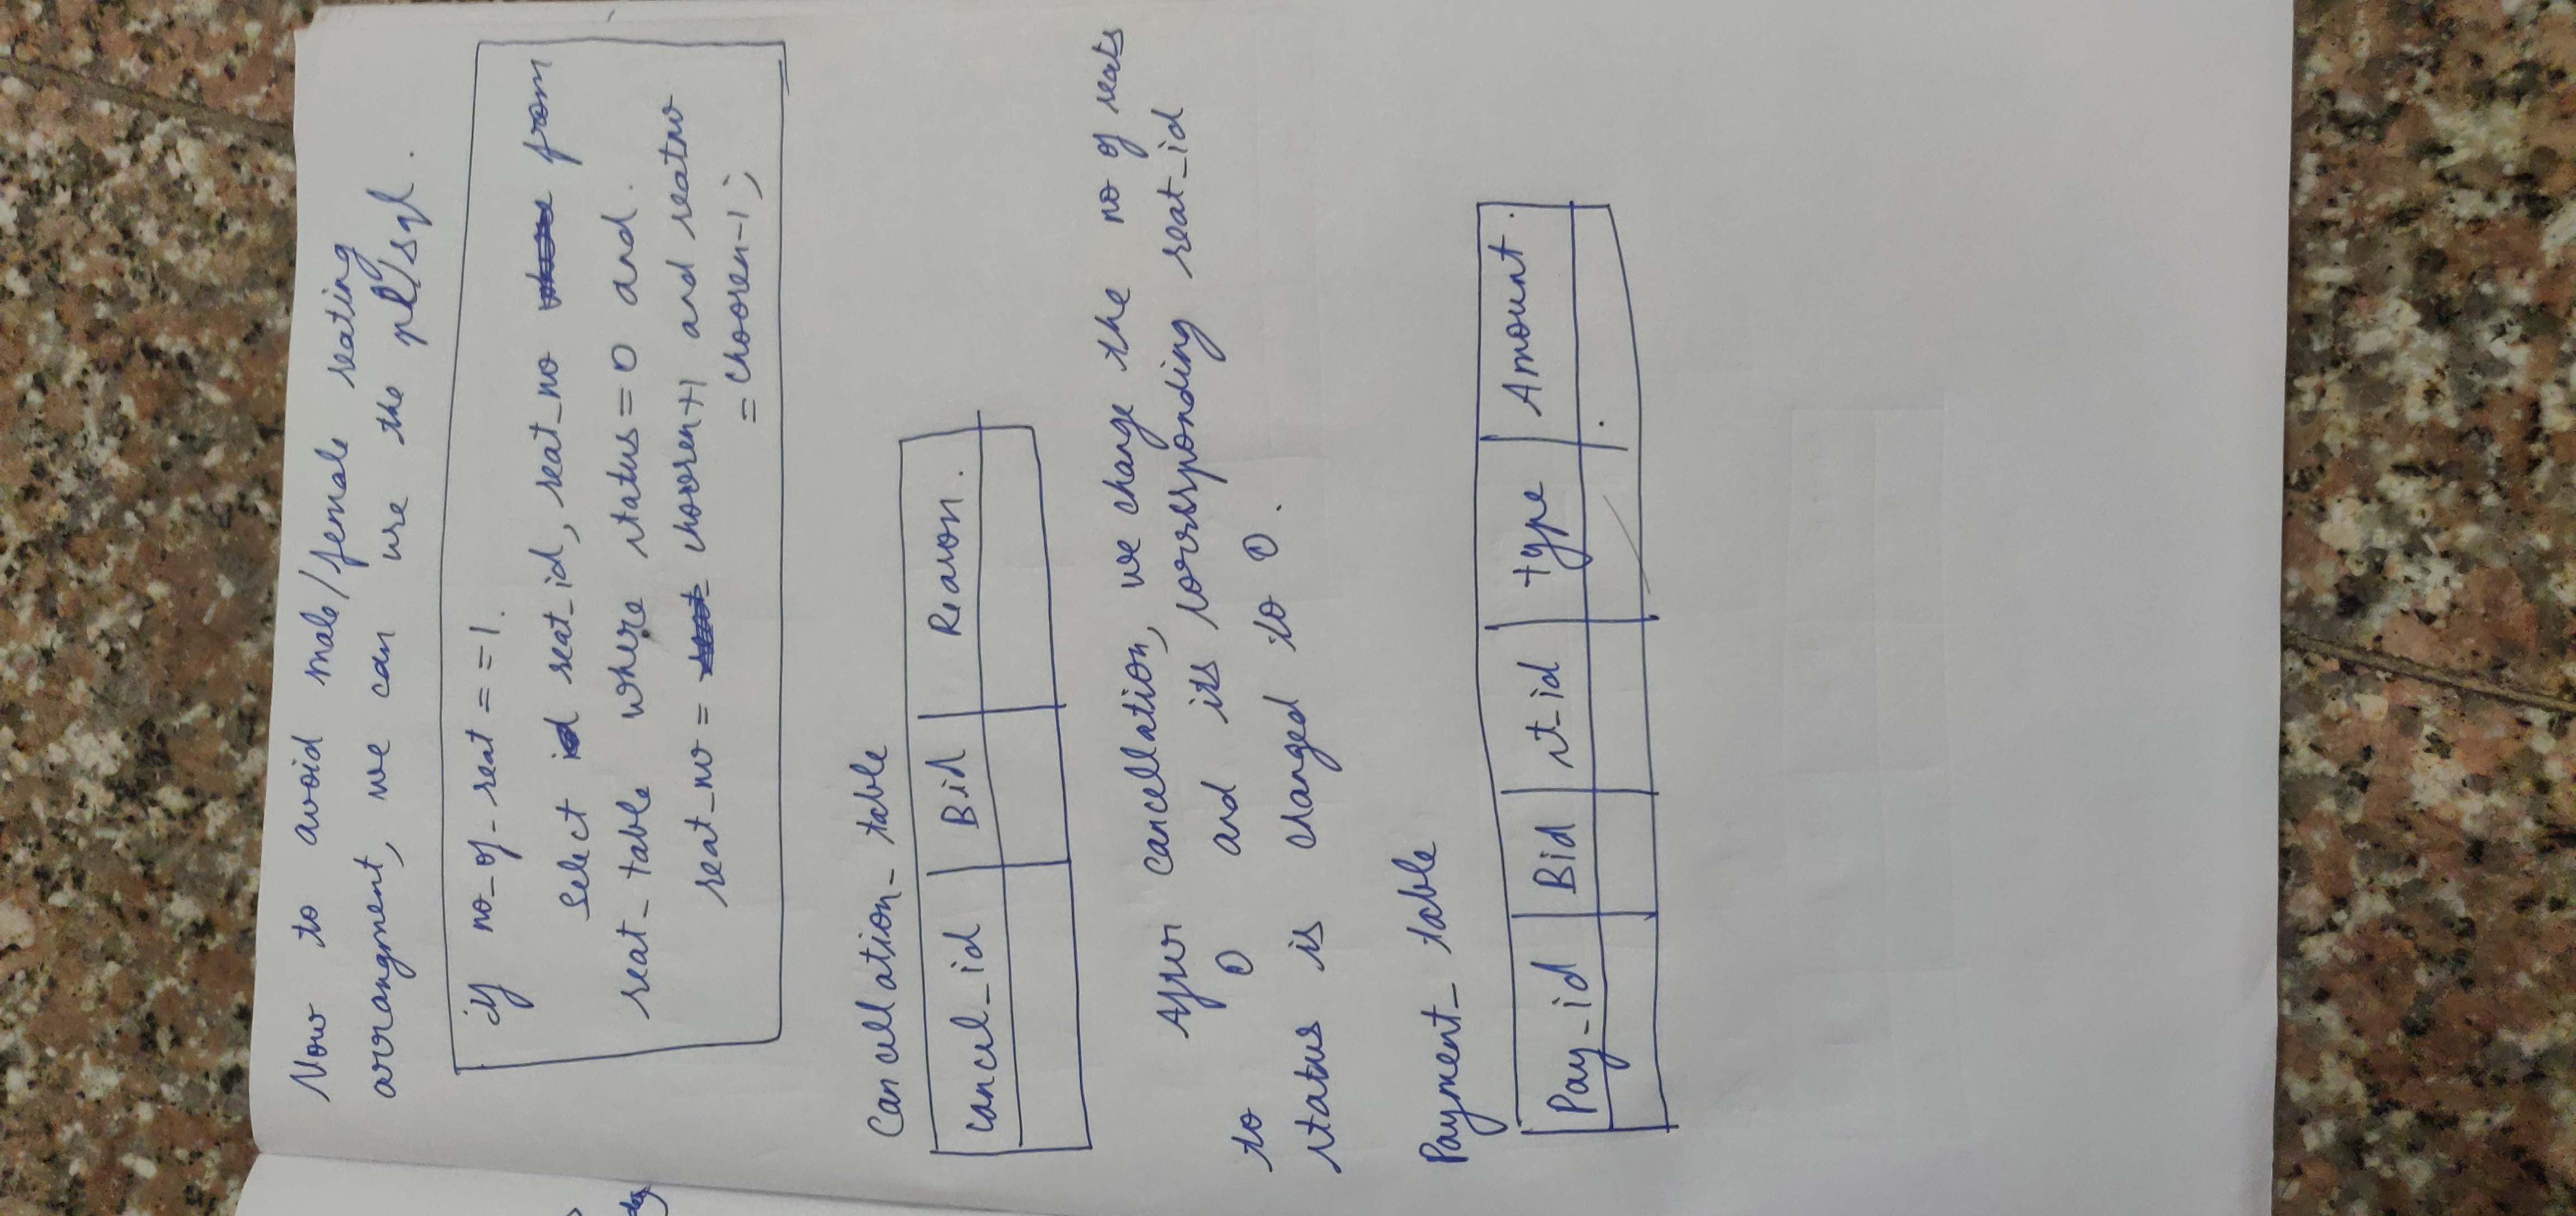 Now to avoid male/female seating
arrangment, we can use the pl/sql.
if no_of_seat = = 1.
Select seat_id, seat_no from
seat_table where status = 0 and.
seat_no = choosen+1 and seatno
= choosen-1;
Cancellation_table
cancel_id Bid Reason.
After cancellation, we change the no of seats
to 0 and its corresponding seat_id
status is changed to 0.
Payment_table
Pay_id Bid st_id type Amount.